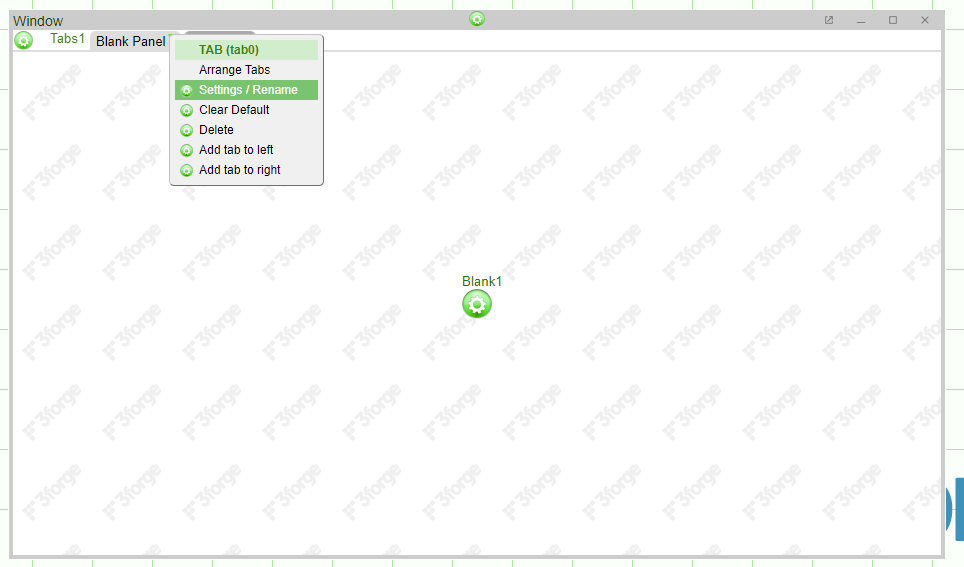 Window
Tabs1
Blank Panel
TAB (tab0)
Arrange Tabs
Settings / Rename
Clear Default
Delete
Add tab to left
Add tab to right
Blank1
3forge